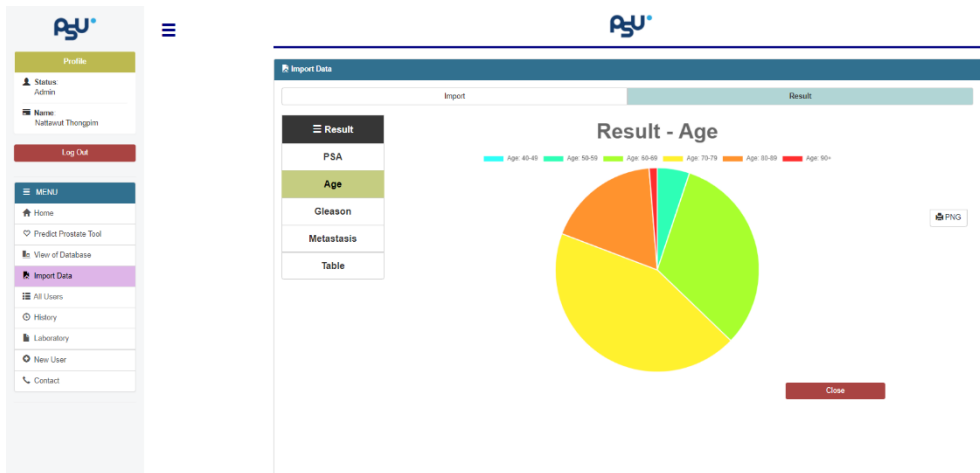 PSU
PSU
Profile
Status:
Admin
Name:
Nattawut Thongpim
Log Out
MENU
Home
Predict Prostate Tool
View of Database
Import Data
All Users
History
Laboratory
New User
Contact
Import Data
Import Result
Result
PSA
Age
Gleason
Metastasis
Table
Result - Age
Age: 40-49 Age: 50-59 Age: 60-69 Age: 70-79 Age: 80-89 Age: 90+
PNG
Close